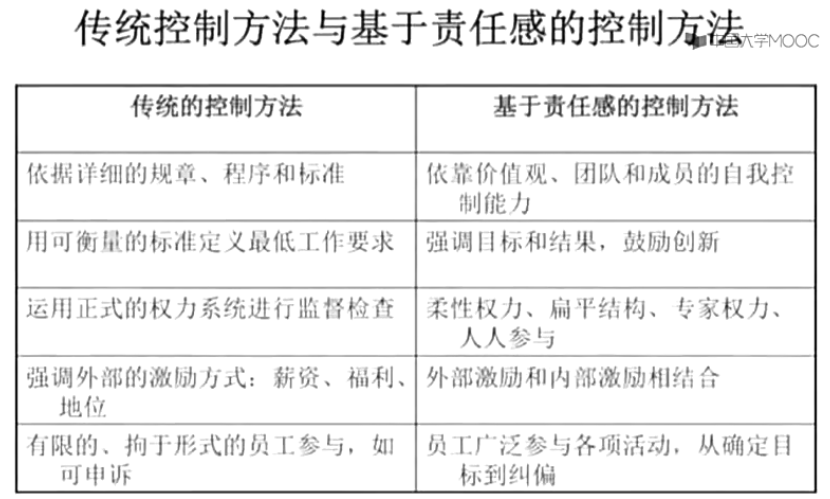 传统控制方法与基于责任感的控制方法
中国大学MOOC
传统的控制方法
基于责任感的控制方法
依据详细的规章、程序和标准
依靠价值观、团队和成员的自我控
制能力
用可衡量的标准定义最低工作要求
强调目标和结果，鼓励创新
运用正式的权力系统进行监督检查
柔性权力、扁平结构、专家权力、
人人参与
强调外部的激励方式：薪资、福利、
地位
外部激励和内部激励相结合
有限的、拘于形式的员工参与，如
可申诉
员工广泛参与各项活动，从确定目
标到纠偏